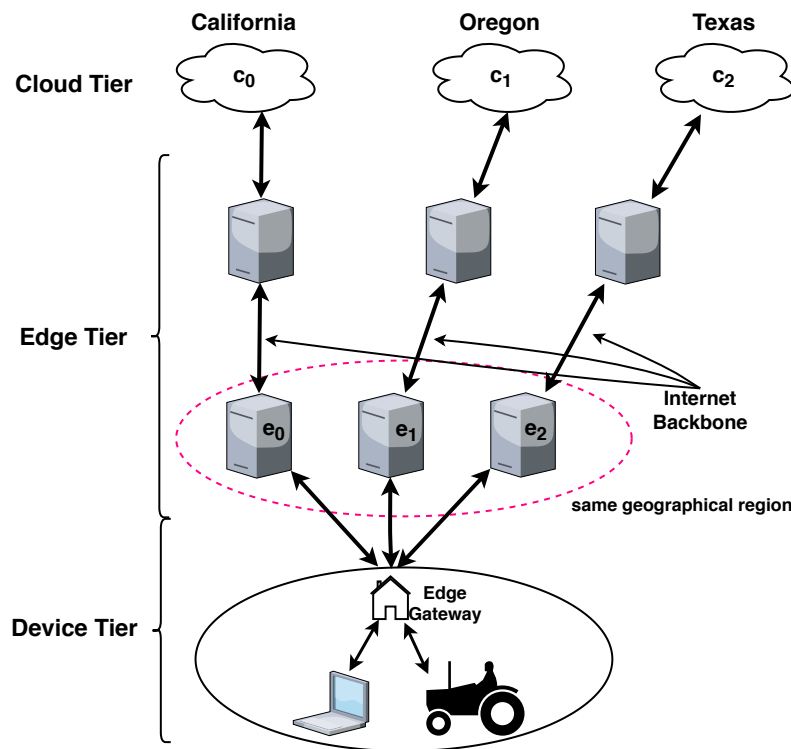 California
Oregon
Texas
Cloud Tier
c0
c1
c2
Edge Tier
Internet
Backbone
e0
e1
e2
same geographical region
Edge
Gateway
Device Tier